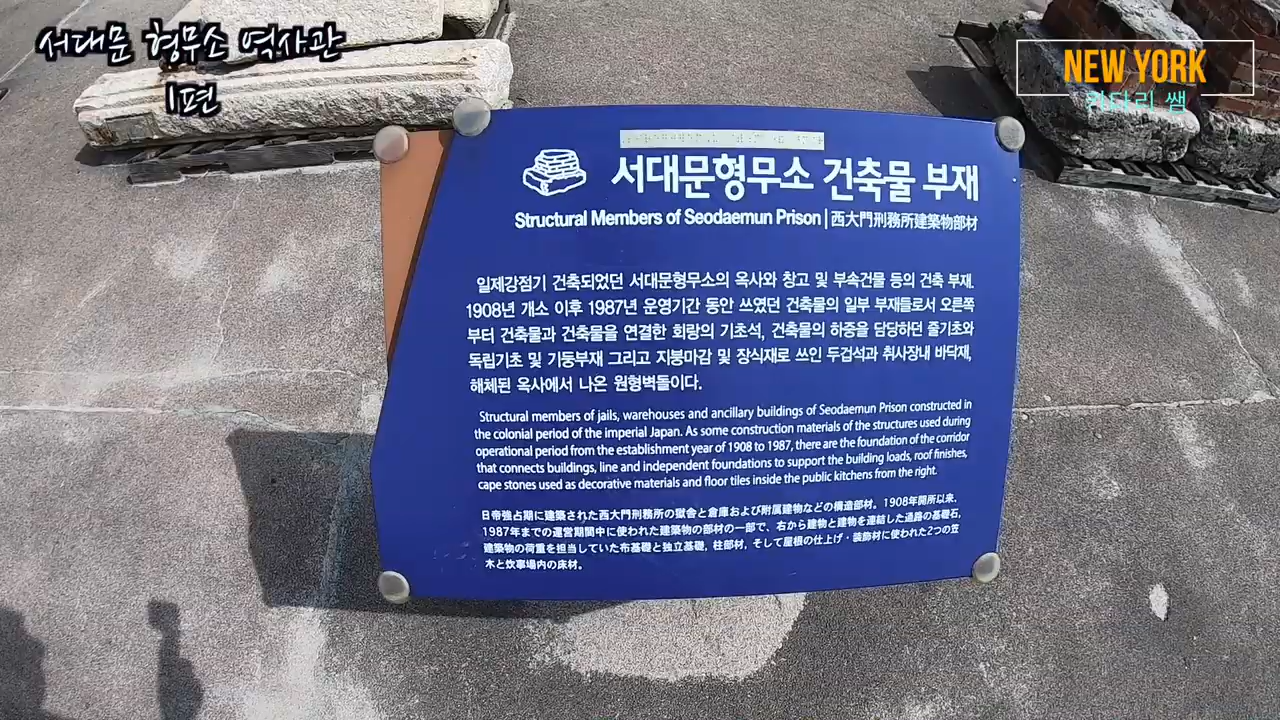 서대문 형무소 역사관
1편
NEW YORK
키다리 쌤
서대문형무소 건축물 부재
Structural Members of Seodaemun Prison | 西大門刑務所建築物部材
일제강점기 건축되었던 서대문형무소의 옥사와 창고 및 부속건물 등의 건축 부재.
1908년 개소 이후 1987년 운영기간 동안 쓰였던 건축물의 일부 부재들로서 오른쪽
부터 건축물과 건축물을 연결한 회랑의 기초석, 건축물의 하중을 담당하던 줄기초와
독립기초 및 기둥부재 그리고 지붕마감 및 장식재로 쓰인 두겁석과 취사장내 바닥재,
해체된 옥사에서 나온 원형벽돌이다.
Structural members of jails, warehouses and ancillary buildings of Seodaemun Prison constructed in
the colonial period of the imperial Japan. As some construction materials of the structures used during
operational period from the establishment year of 1908 to 1987, there are the foundation of the corridor
that connects buildings, line and independent foundations to support the building loads, roof finishes,
cape stones used as decorative materials and floor tiles inside the public kitchens from the right.
日帝強占期に建築された西大門刑務所の獄舎と倉庫および附属建物などの構造部材。1908年開所以来、
1987年までの運営期間中に使われた建築物の部材の一部で、右から建物と建物を連結した通路の基礎石,
建築物の荷重を担当していた布基礎と独立基礎, 柱部材, そして屋根の仕上げ・装飾材に使われた2つの笠
木と炊事場内の床材。